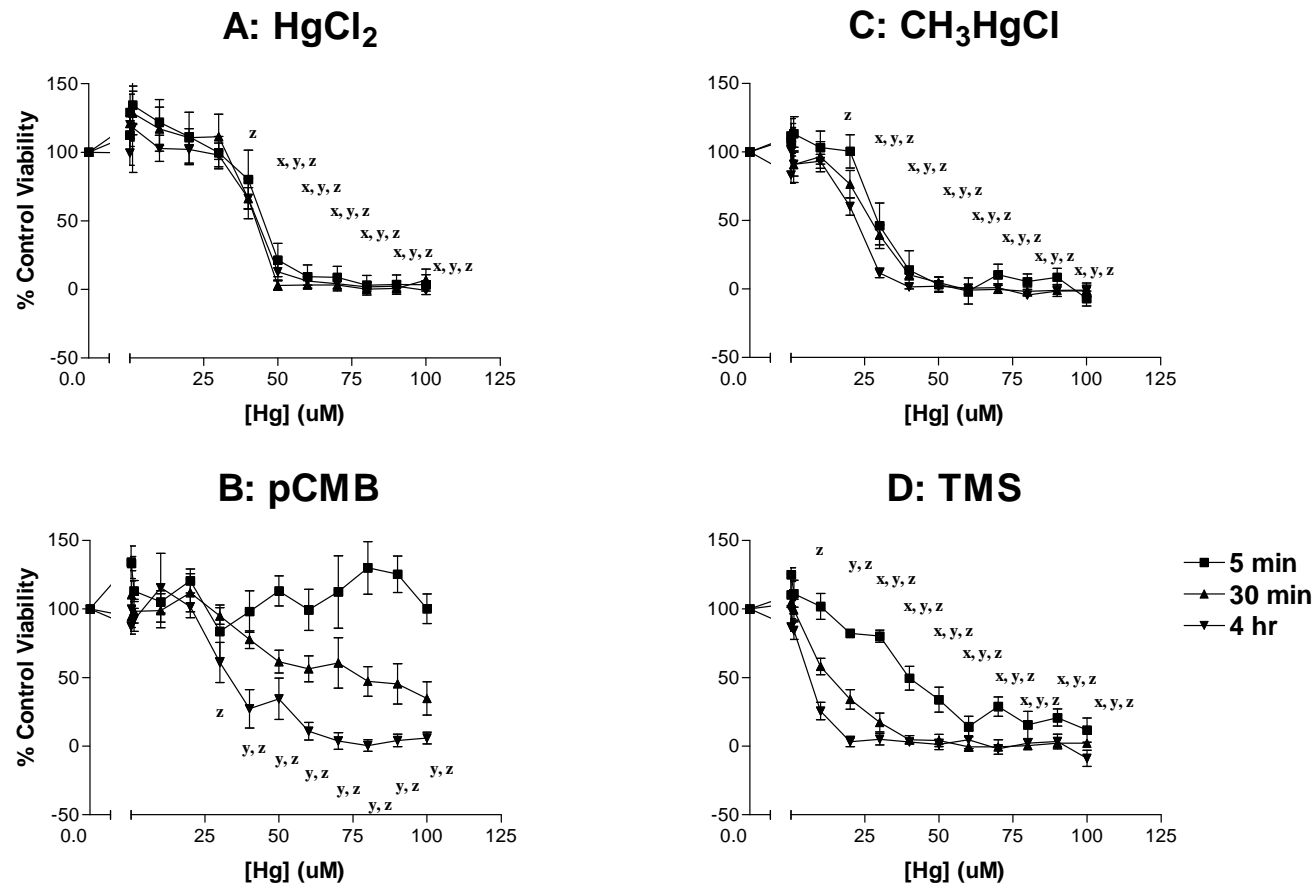 A: HgCl2
% Control Viability
150
100
50
0
-50
0.0
25
50
75
100
125
[Hg] (uM)
z
x, y, z
x, y, z
x, y, z
x, y, z
x, y, z
x, y, z
C: CH3HgCl
150
100
50
0
-50
0.0
25
50
75
100
125
[Hg] (uM)
z
x, y, z
x, y, z
x, y, z
x, y, z
x, y, z
x, y, z
x, y, z
B: pCMB
% Control Viability
150
100
50
0
-50
0.0
25
50
75
100
125
[Hg] (uM)
z
y, z
y, z
y, z
y, z
y, z
y, z
y, z
D: TMS
150
100
50
0
-50
0.0
25
50
75
100
125
[Hg] (uM)
z
y, z
x, y, z
x, y, z
x, y, z
x, y, z
x, y, z
x, y, z
x, y, z
x, y, z
5 min
30 min
4 hr